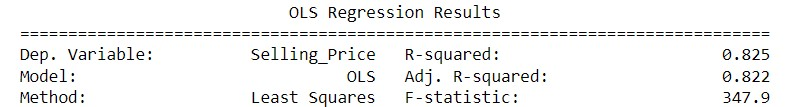 OLS Regression Results
==============================================================================
Dep. Variable: Selling_Price R-squared: 0.825
Model: OLS Adj. R-squared: 0.822
Method: Least Squares F-statistic: 347.9